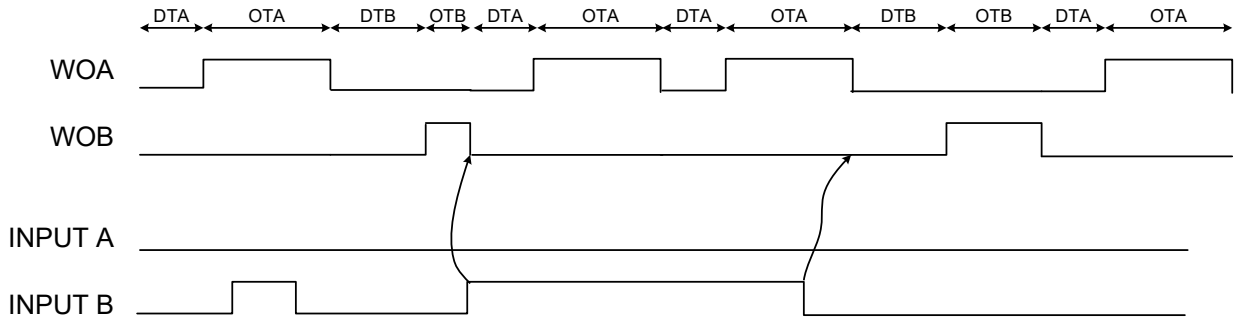 DTA OTA DTB OTB DTA OTA DTA OTA DTB OTB DTA OTA
WOA
WOB
INPUT A
INPUT B